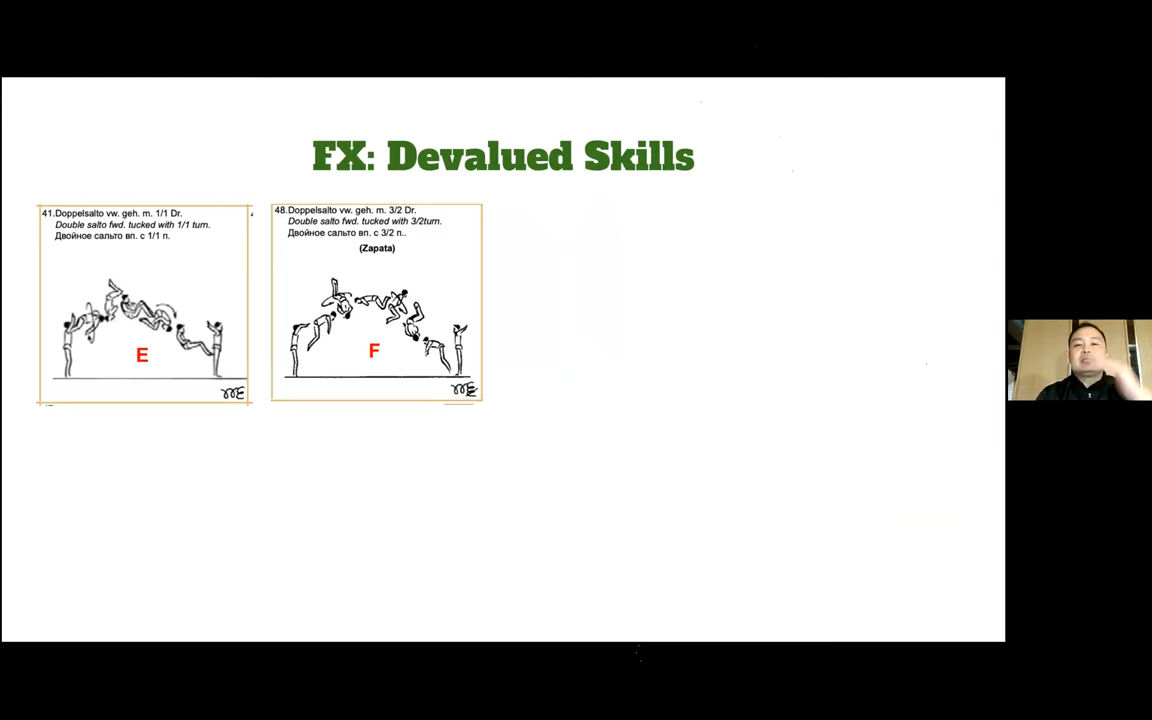 FX: Devalued Skills
41.Doppelsalto vw. geh. m. 1/1 Dr.
Double salto fwd. tucked with 1/1 turn.
Двойное сальто вп. с 1/1 п.
E
48.Doppelsalto vw. geh. m. 3/2 Dr.
Double salto fwd. tucked with 3/2turn.
Двойное сальто вп. с 3/2 п..
(Zapata)
F